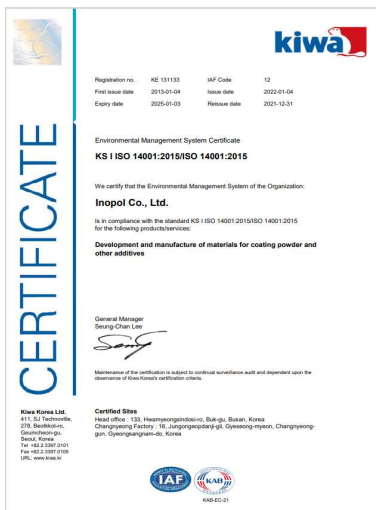 kiwa
Registration no. KE 131133 IAF Code 12
First issue date 2013-01-04 Issue date 2022-01-04
Expiry date 2025-01-03 Reissue date 2021-12-31
CERTIFICATE
Environmental Management System Certificate
KS I ISO 14001:2015/ISO 14001:2015
We certify that the Environmental Management System of the Organization:
Inopol Co., Ltd.
Is in compliance with the standard KS I ISO 14001:2015/ISO 14001:2015
for the following products/services:
Development and manufacture of materials for coating powder and
other additives
General Manager
Seung-Chan Lee
Maintenance of the certification is subject to continual surveillance audit and dependent upon the
observance of Kiwa Korea's certification criteria.
Kiwa Korea Ltd.
411, SJ Technoville,
278, Beotkkot-ro,
Geumcheon-gu,
Seoul, Korea
Tel +82.2.3397.0101
Fax +82.2.3397.0109
URL: www.kiwa.kr
Certified Sites
Head office : 133, Hwamyeongsindosi-ro, Buk-gu, Busan, Korea
Changnyeong Factory : 16, Jungongeopdanji-gil, Gyeseong-myeon, Changnyeong-
gun, Gyeongsangnam-do, Korea
IAF
KAB
KAB-EC-21